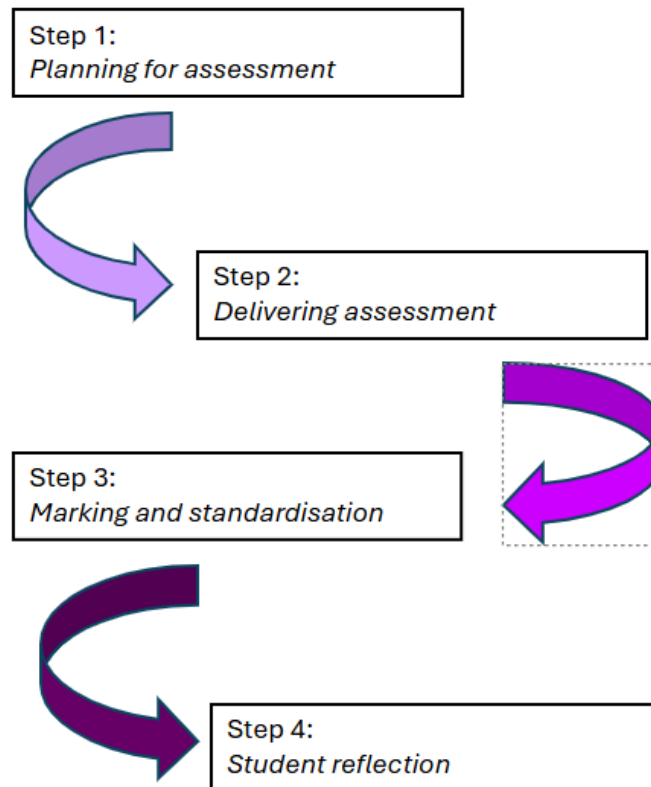 Step 1:
Planning for assessment
Step 2:
Delivering assessment
Step 3:
Marking and standardisation
Step 4:
Student reflection